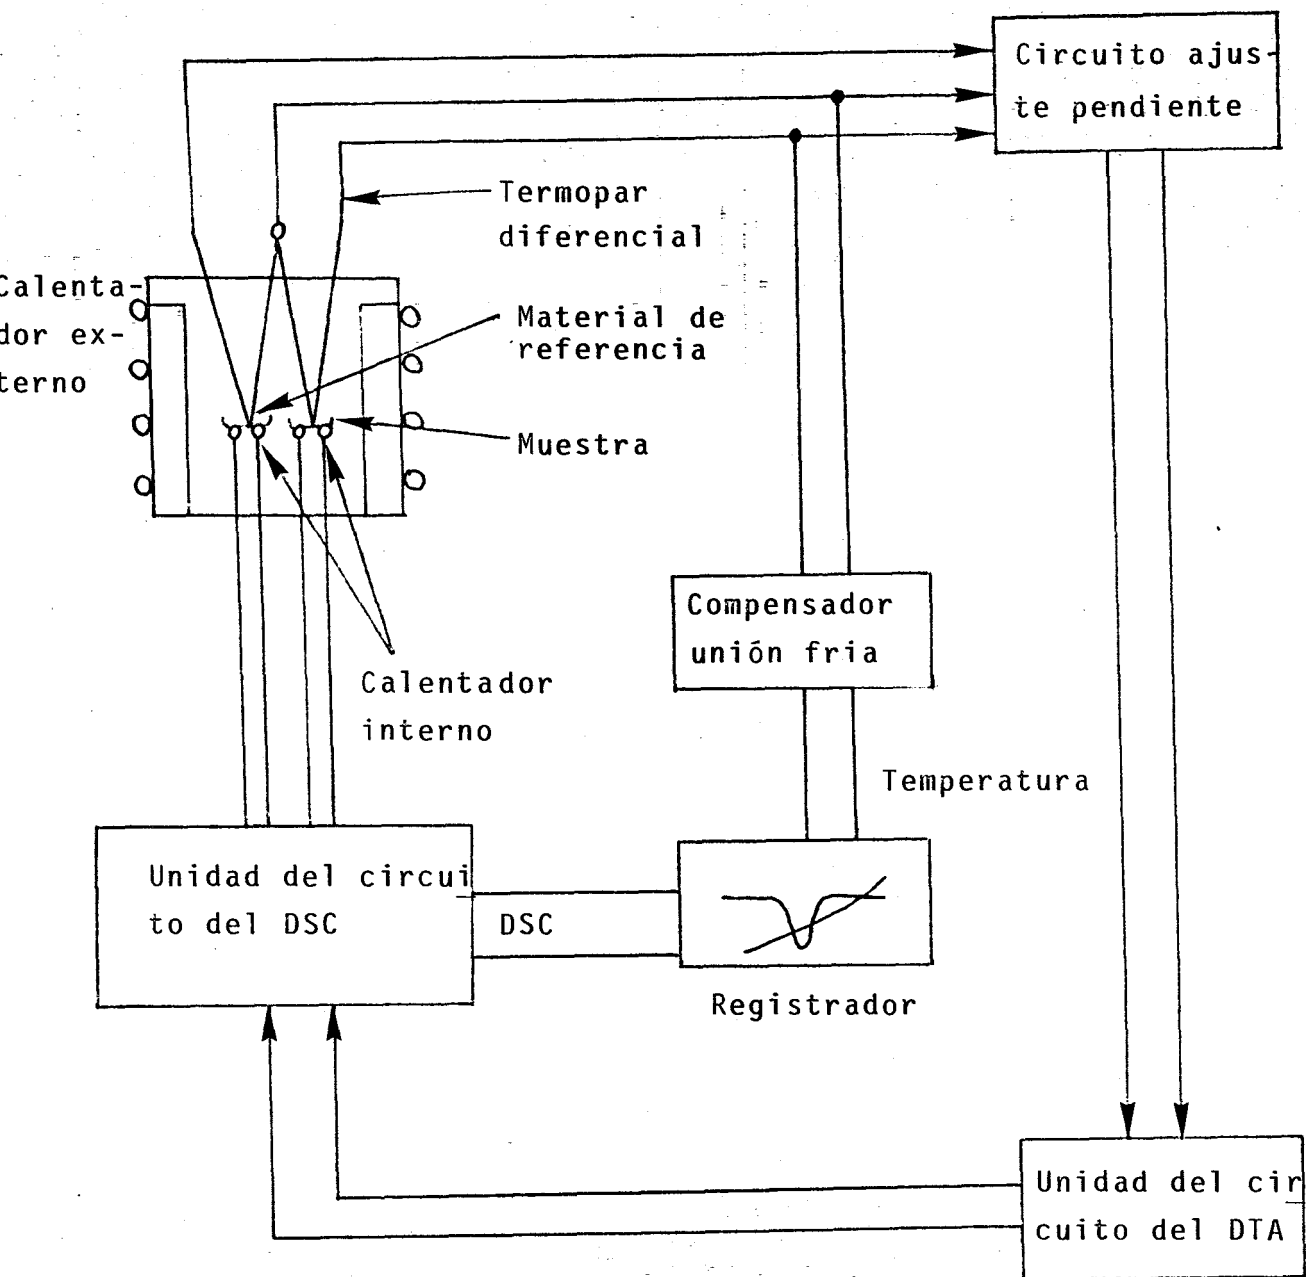 Circuito ajus-
te pendiente
Termopar
diferencial
Calenta-
dor ex-
terno
Material de
referencia
Muestra
Compensador
unión fria
Calentador
interno
Temperatura
Unidad del circui
to del DSC
DSC
Registrador
Unidad del cir
cuito del DTA